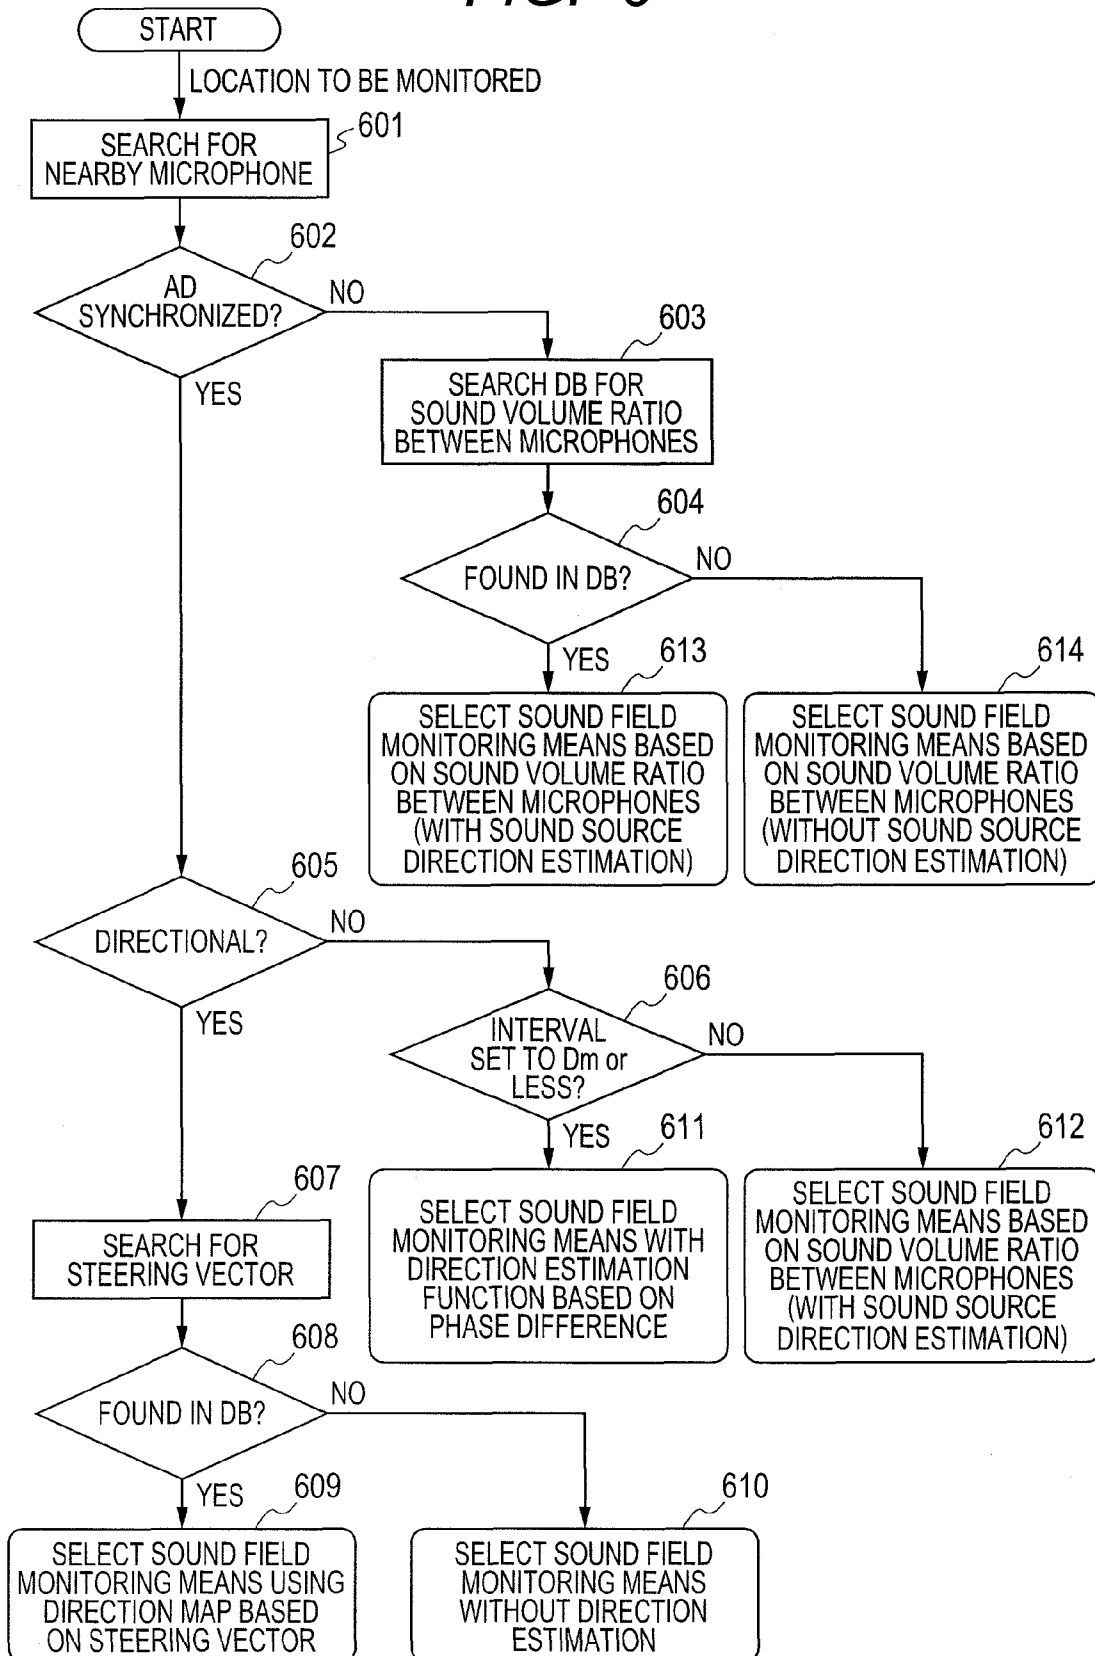 FIG. 6
START
LOCATION TO BE MONITORED
601
SEARCH FOR
NEARBY MICROPHONE
602
AD
SYNCHRONIZED?
NO
YES
603
SEARCH DB FOR
SOUND VOLUME RATIO
BETWEEN MICROPHONES
604
FOUND IN DB?
NO
YES
613
SELECT SOUND FIELD
MONITORING MEANS BASED
ON SOUND VOLUME RATIO
BETWEEN MICROPHONES
(WITH SOUND SOURCE
DIRECTION ESTIMATION)
614
SELECT SOUND FIELD
MONITORING MEANS BASED
ON SOUND VOLUME RATIO
BETWEEN MICROPHONES
(WITHOUT SOUND SOURCE
DIRECTION ESTIMATION)
605
DIRECTIONAL?
NO
YES
606
INTERVAL
SET TO Dm or
LESS?
NO
YES
611
SELECT SOUND FIELD
MONITORING MEANS WITH
DIRECTION ESTIMATION
FUNCTION BASED ON
PHASE DIFFERENCE
612
SELECT SOUND FIELD
MONITORING MEANS BASED
ON SOUND VOLUME RATIO
BETWEEN MICROPHONES
(WITH SOUND SOURCE
DIRECTION ESTIMATION)
607
SEARCH FOR
STEERING VECTOR
608
FOUND IN DB?
NO
YES
609
SELECT SOUND FIELD
MONITORING MEANS USING
DIRECTION MAP BASED
ON STEERING VECTOR
610
SELECT SOUND FIELD
MONITORING MEANS
WITHOUT DIRECTION
ESTIMATION